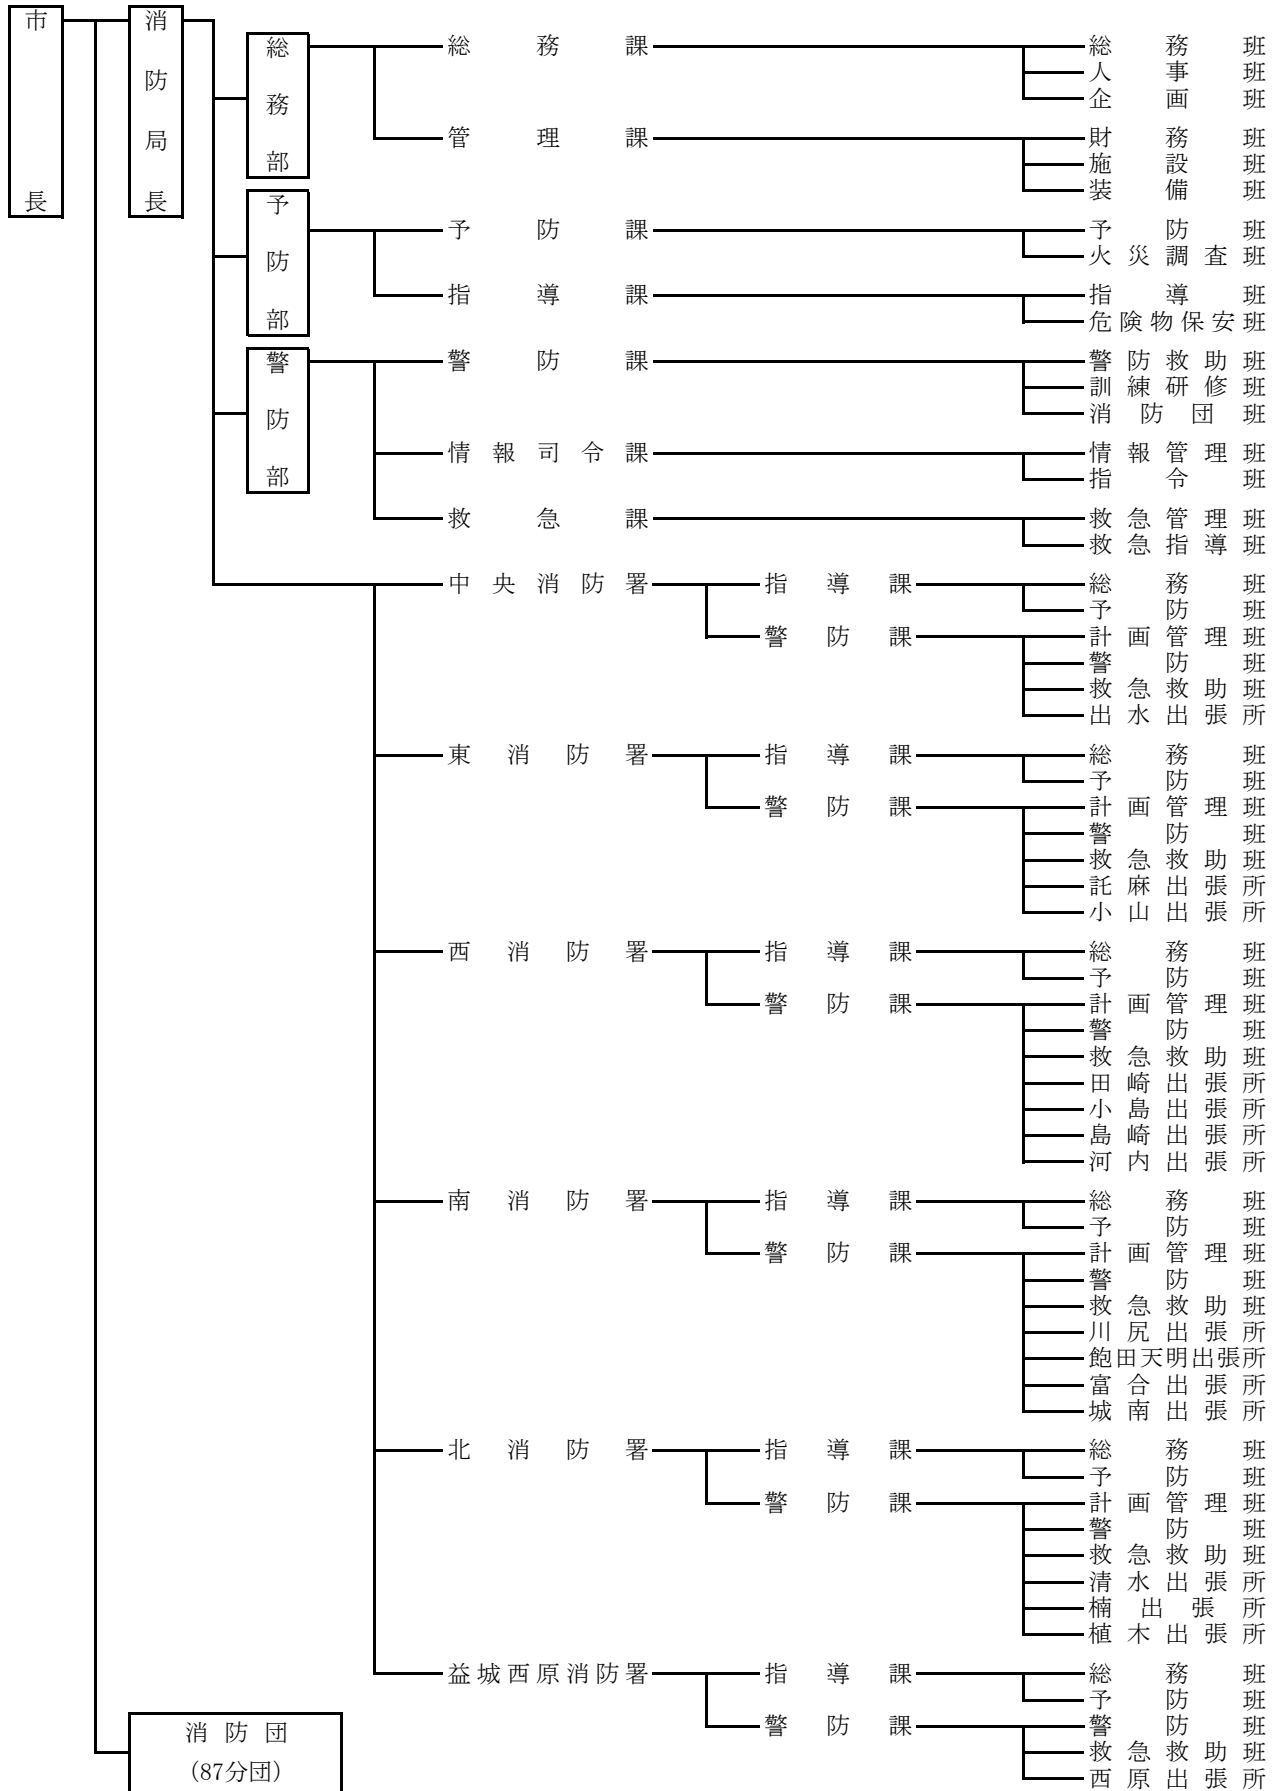 市長
消防局長
総務部
総務課
総務班
人事班
企画班
管理課
財務班
施設班
装備班
予防部
予防課
予防班
火災調査班
指導課
指導班
危険物保安班
警防部
警防課
警防救助班
訓練研修班
消防団班
情報司令課
情報管理班
指令班
救急課
救急管理班
救急指導班
中央消防署
指導課
総務班
予防班
警防課
計画管理班
警防班
救急救助班
出水出張所
東消防署
指導課
総務班
予防班
警防課
計画管理班
警防班
救急救助班
託麻出張所
小山出張所
西消防署
指導課
総務班
予防班
警防課
計画管理班
警防班
救急救助班
田崎出張所
小島出張所
島崎出張所
河内出張所
南消防署
指導課
総務班
予防班
警防課
計画管理班
警防班
救急救助班
川尻出張所
飽田天明出張所
富合出張所
城南出張所
北消防署
指導課
総務班
予防班
警防課
計画管理班
警防班
救急救助班
清水出張所
楠出張所
植木出張所
益城西原消防署
指導課
総務班
予防班
警防課
警防班
救急救助班
西原出張所
消防団
(87分団)